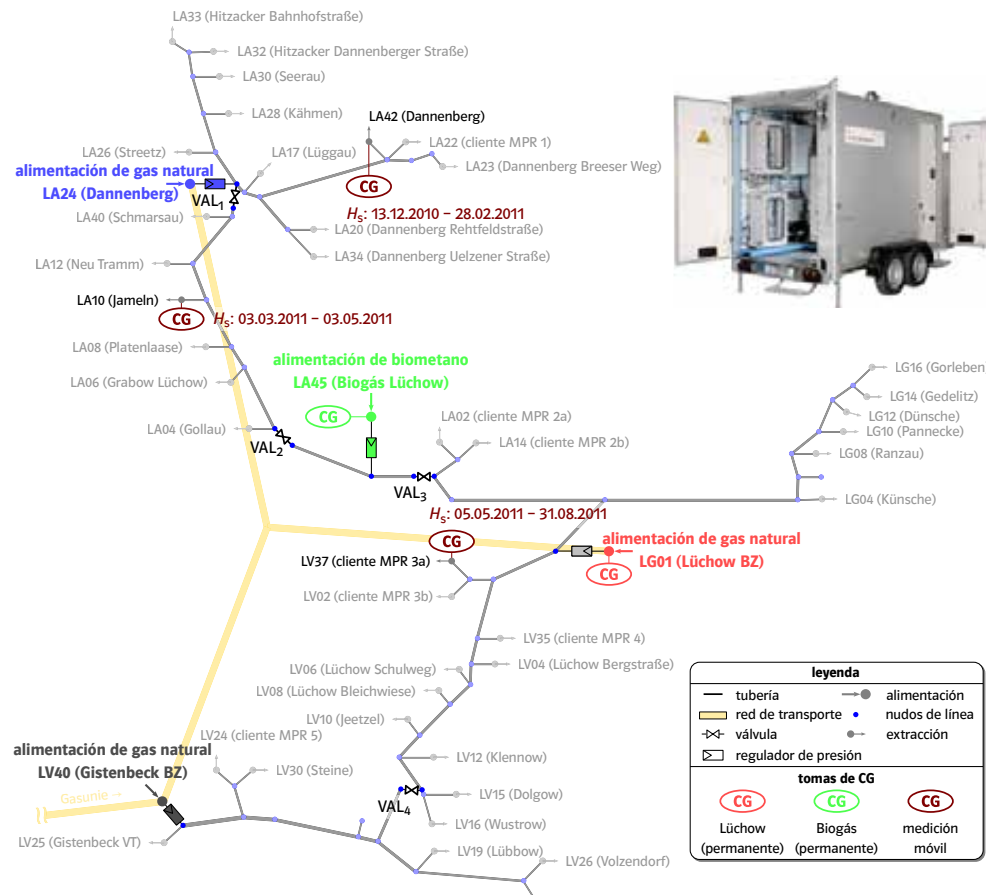 LA33 (Hitzacker Bahnhofstraße)
LA32 (Hitzacker Dannenberger Straße)
LA30 (Seerau)
LA28 (Kähmen)
LA42 (Dannenberg)
LA26 (Streetz)
LA17 (Lüggau)
LA22 (cliente MPR 1)
LA23 (Dannenberg Breeser Weg)
alimentación de gas natural
LA24 (Dannenberg)
VAL1
CG
Hs: 13.12.2010 – 28.02.2011
LA40 (Schmarsau)
LA20 (Dannenberg Rehtfeldstraße)
LA34 (Dannenberg Uelzener Straße)
LA12 (Neu Tramm)
LA10 (Jameln)
CG
Hs: 03.03.2011 – 03.05.2011
LA08 (Platenlaase)
LA06 (Grabow Lüchow)
alimentación de biometano
LA45 (Biogás Lüchow)
CG
LA04 (Gollau)
VAL2
LA02 (cliente MPR 2a)
LA14 (cliente MPR 2b)
VAL3
LG16 (Gorleben)
LG14 (Gedelitz)
LG12 (Dünsche)
LG10 (Pannecke)
LG08 (Ranzau)
LG04 (Künsche)
Hs: 05.05.2011 – 31.08.2011
CG
alimentación de gas natural
LG01 (Lüchow BZ)
CG
LV37 (cliente MPR 3a)
LV02 (cliente MPR 3b)
LV35 (cliente MPR 4)
LV06 (Lüchow Schulweg)
LV04 (Lüchow Bergstraße)
LV08 (Lüchow Bleichwiese)
LV10 (Jeetzel)
LV12 (Klennow)
LV15 (Dolgow)
VAL4
LV16 (Wustrow)
alimentación de gas natural
LV40 (Gistenbeck BZ)
LV24 (cliente MPR 5)
LV30 (Steine)
Gasunie →
LV25 (Gistenbeck VT)
LV19 (Lübbow)
LV26 (Volzendorf)
leyenda
tubería
alimentación
red de transporte
nudos de línea
válvula
extracción
regulador de presión
tomas de CG
CG CG CG
Lüchow Biogás medición
(permanente) (permanente) móvil